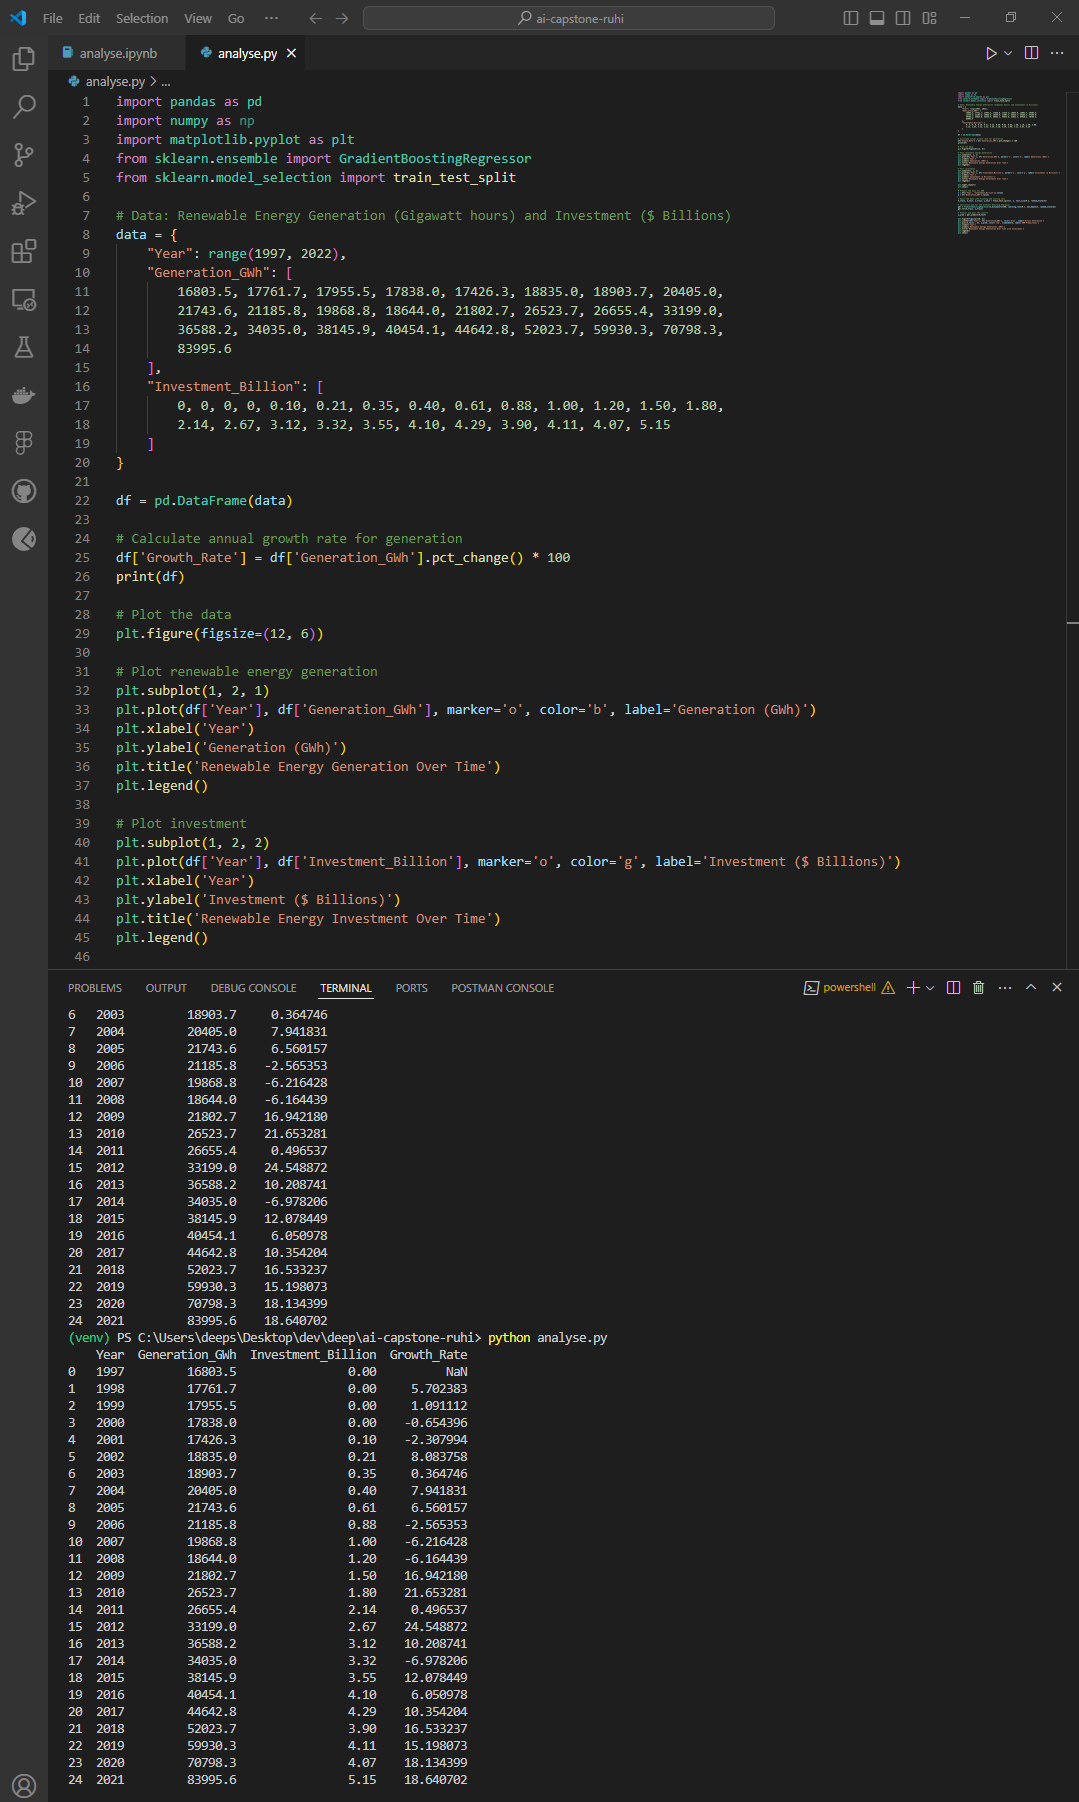 File Edit Selection View Go ··· ai-capstone-ruhi
analyse.ipynb analyse.py
analyse.py > ...
1 import pandas as pd
2 import numpy as np
3 import matplotlib.pyplot as plt
4 from sklearn.ensemble import GradientBoostingRegressor
5 from sklearn.model_selection import train_test_split
6
7 # Data: Renewable Energy Generation (Gigawatt hours) and Investment ($ Billions)
8 data = {
9 "Year": range(1997, 2022),
10 "Generation_GWh": [
11 16803.5, 17761.7, 17955.5, 17838.0, 17426.3, 18835.0, 18903.7, 20405.0,
12 21743.6, 21185.8, 19868.8, 18644.0, 21802.7, 26523.7, 26655.4, 33199.0,
13 36588.2, 34035.0, 38145.9, 40454.1, 44642.8, 52023.7, 59930.3, 70798.3,
14 83995.6
15 ],
16 "Investment_Billion": [
17 0, 0, 0, 0, 0.10, 0.21, 0.35, 0.40, 0.61, 0.88, 1.00, 1.20, 1.50, 1.80,
18 2.14, 2.67, 3.12, 3.32, 3.55, 4.10, 4.29, 3.90, 4.11, 4.07, 5.15
19 ]
20 }
21
22 df = pd.DataFrame(data)
23
24 # Calculate annual growth rate for generation
25 df['Growth_Rate'] = df['Generation_GWh'].pct_change() * 100
26 print(df)
27
28 # Plot the data
29 plt.figure(figsize=(12, 6))
30
31 # Plot renewable energy generation
32 plt.subplot(1, 2, 1)
33 plt.plot(df['Year'], df['Generation_GWh'], marker='o', color='b', label='Generation (GWh)')
34 plt.xlabel('Year')
35 plt.ylabel('Generation (GWh)')
36 plt.title('Renewable Energy Generation Over Time')
37 plt.legend()
38
39 # Plot investment
40 plt.subplot(1, 2, 2)
41 plt.plot(df['Year'], df['Investment_Billion'], marker='o', color='g', label='Investment ($ Billions)')
42 plt.xlabel('Year')
43 plt.ylabel('Investment ($ Billions)')
44 plt.title('Renewable Energy Investment Over Time')
45 plt.legend()
46
PROBLEMS OUTPUT DEBUG CONSOLE TERMINAL PORTS POSTMAN CONSOLE powershell
6 2003 18903.7 0.364746
7 2004 20405.0 7.941831
8 2005 21743.6 6.560157
9 2006 21185.8 -2.565353
10 2007 19868.8 -6.216428
11 2008 18644.0 -6.164439
12 2009 21802.7 16.942180
13 2010 26523.7 21.653281
14 2011 26655.4 0.496537
15 2012 33199.0 24.548872
16 2013 36588.2 10.208741
17 2014 34035.0 -6.978206
18 2015 38145.9 12.078449
19 2016 40454.1 6.050978
20 2017 44642.8 10.354204
21 2018 52023.7 16.533237
22 2019 59930.3 15.198073
23 2020 70798.3 18.134399
24 2021 83995.6 18.640702
(venv) PS C:\Users\deeps\Desktop\dev\deep\ai-capstone-ruhi> python analyse.py
Year Generation_GWh Investment_Billion Growth_Rate
0 1997 16803.5 0.00 NaN
1 1998 17761.7 0.00 5.702383
2 1999 17955.5 0.00 1.091112
3 2000 17838.0 0.00 -0.654396
4 2001 17426.3 0.10 -2.307994
5 2002 18835.0 0.21 8.083758
6 2003 18903.7 0.35 0.364746
7 2004 20405.0 0.40 7.941831
8 2005 21743.6 0.61 6.560157
9 2006 21185.8 0.88 -2.565353
10 2007 19868.8 1.00 -6.216428
11 2008 18644.0 1.20 -6.164439
12 2009 21802.7 1.50 16.942180
13 2010 26523.7 1.80 21.653281
14 2011 26655.4 2.14 0.496537
15 2012 33199.0 2.67 24.548872
16 2013 36588.2 3.12 10.208741
17 2014 34035.0 3.32 -6.978206
18 2015 38145.9 3.55 12.078449
19 2016 40454.1 4.10 6.050978
20 2017 44642.8 4.29 10.354204
21 2018 52023.7 3.90 16.533237
22 2019 59930.3 4.11 15.198073
23 2020 70798.3 4.07 18.134399
24 2021 83995.6 5.15 18.640702